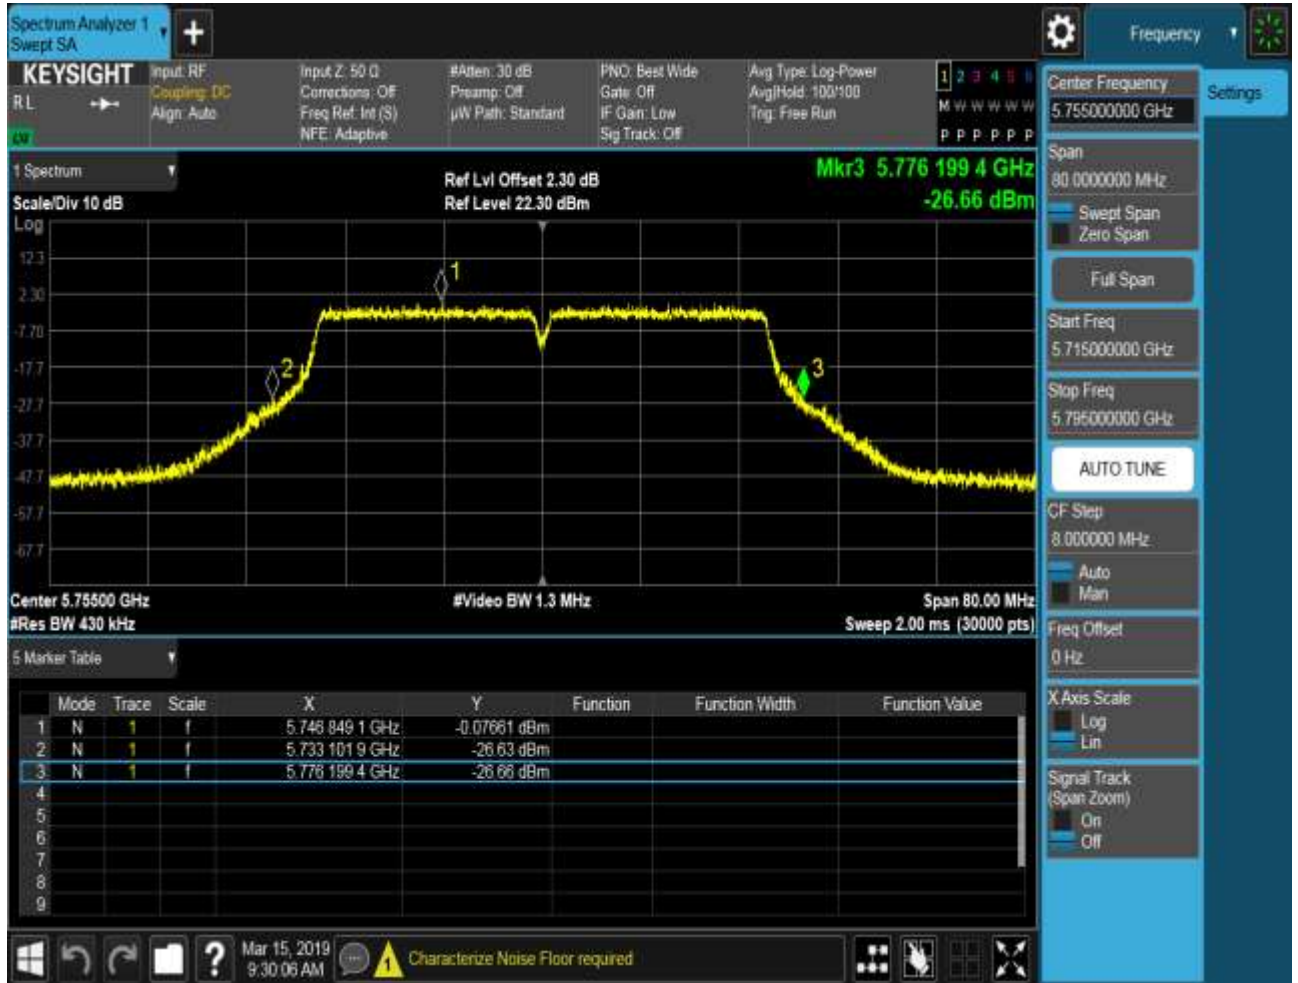 Spectrum Analyzer 1
Swept SA
+
Frequency
KEYSIGHT
RL
Input: RF
Coupling: DC
Align: Auto
Input Z: 50 Ω
Corrections: Off
Freq Ref: Int (S)
NFE: Adaptive
#Atten: 30 dB
Preamp: Off
µW Path: Standard
PNO: Best Wide
Gate: Off
IF Gain: Low
Sig Track: Off
Avg Type: Log-Power
Avg|Hold: 100/100
Trig: Free Run
1 2 3 4 5 6
M W W W W W
P P P P P P
1 Spectrum
Scale/Div 10 dB
Ref Lvl Offset 2.30 dB
Ref Level 22.30 dBm
Mkr3 5.776 199 4 GHz
-26.66 dBm
Log
12.3
2.30
-7.70
-17.7
-27.7
-37.7
-47.7
-57.7
-67.7
1
2
3
Center 5.75500 GHz
#Res BW 430 kHz
#Video BW 1.3 MHz
Span 80.00 MHz
Sweep 2.00 ms (30000 pts)
5 Marker Table
Mode Trace Scale X Y Function Function Width Function Value
1 N 1 f 5.746 849 1 GHz -0.07661 dBm
2 N 1 f 5.733 101 9 GHz -26.63 dBm
3 N 1 f 5.776 199 4 GHz -26.66 dBm
4
5
6
7
8
9
Center Frequency
5.755000000 GHz
Settings
Span
80.0000000 MHz
Swept Span
Zero Span
Full Span
Start Freq
5.715000000 GHz
Stop Freq
5.795000000 GHz
AUTO TUNE
CF Step
8.000000 MHz
Auto
Man
Freq Offset
0 Hz
X Axis Scale
Log
Lin
Signal Track
(Span Zoom)
On
Off
?
Mar 15, 2019
9:30:06 AM
1
Characterize Noise Floor required